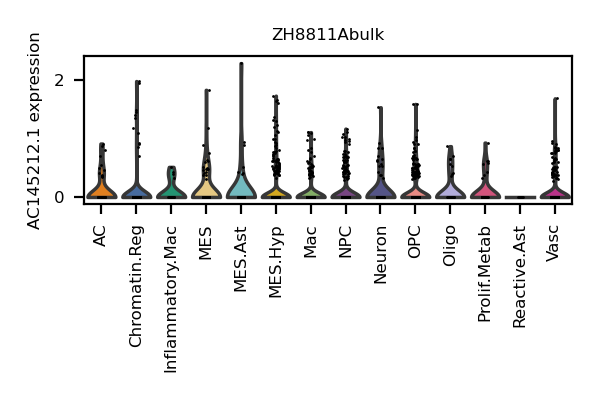 ZH8811Abulk
AC145212.1 expression
2
0
AC
Chromatin.Reg
Inflammatory.Mac
MES
MES.Ast
MES.Hyp
Mac
NPC
Neuron
OPC
Oligo
Prolif.Metab
Reactive.Ast
Vasc